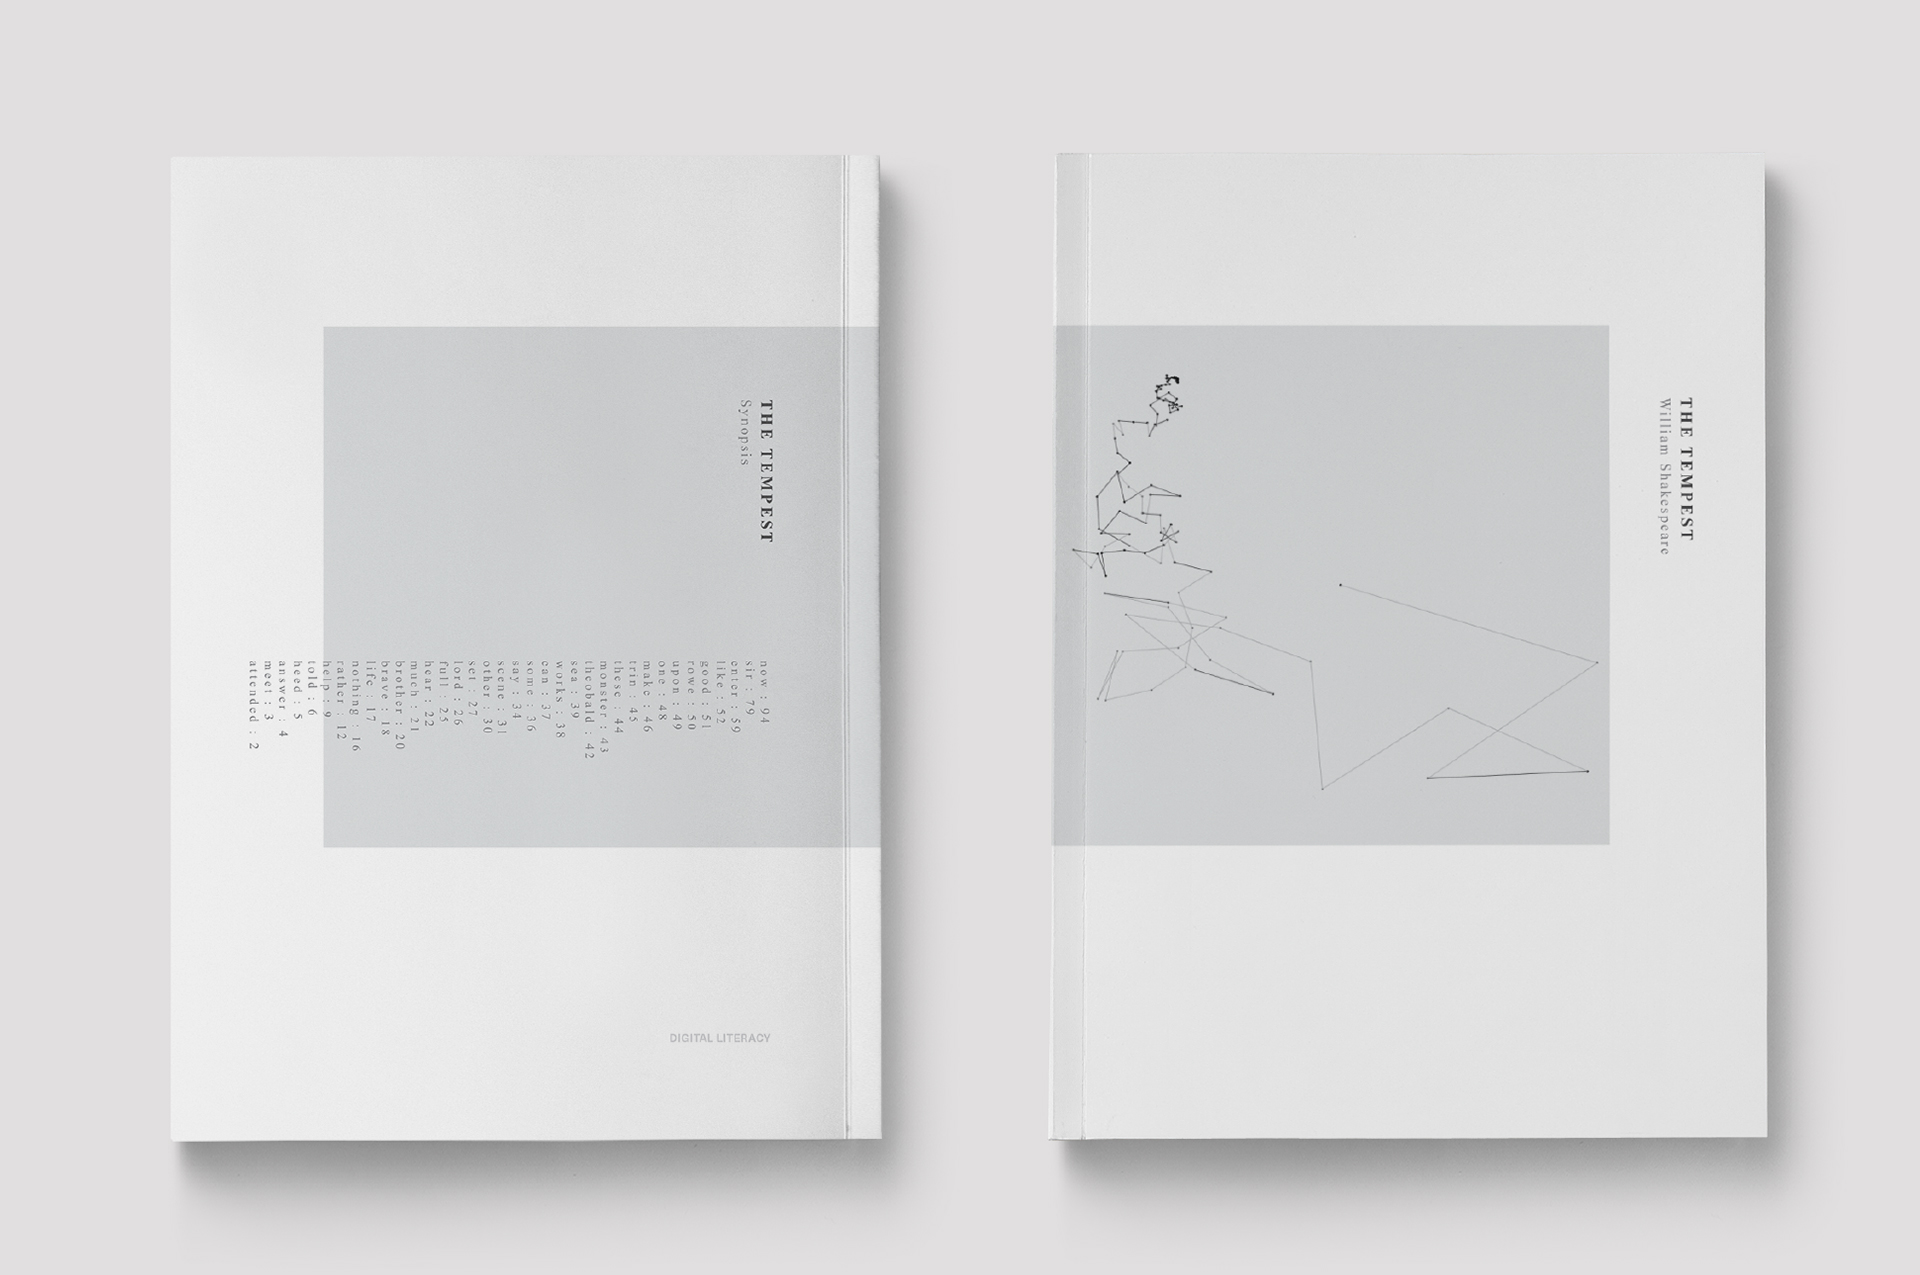 THE TEMPEST
Synopsis
now : 94
sir : 79
enter : 59
like : 52
good : 51
rowe : 50
upon : 49
one : 48
make : 46
trin : 45
these : 44
monster : 43
theobald : 42
sea : 39
works : 38
can : 37
some : 36
say : 34
scene : 31
other : 30
set : 27
lord : 26
full : 25
hear : 22
much : 21
brother : 20
brave : 18
life : 17
nothing : 16
rather : 12
help : 9
told : 6
heed : 5
answer : 4
meet : 3
attended : 2
DIGITAL LITERACY
THE TEMPEST
William Shakespeare